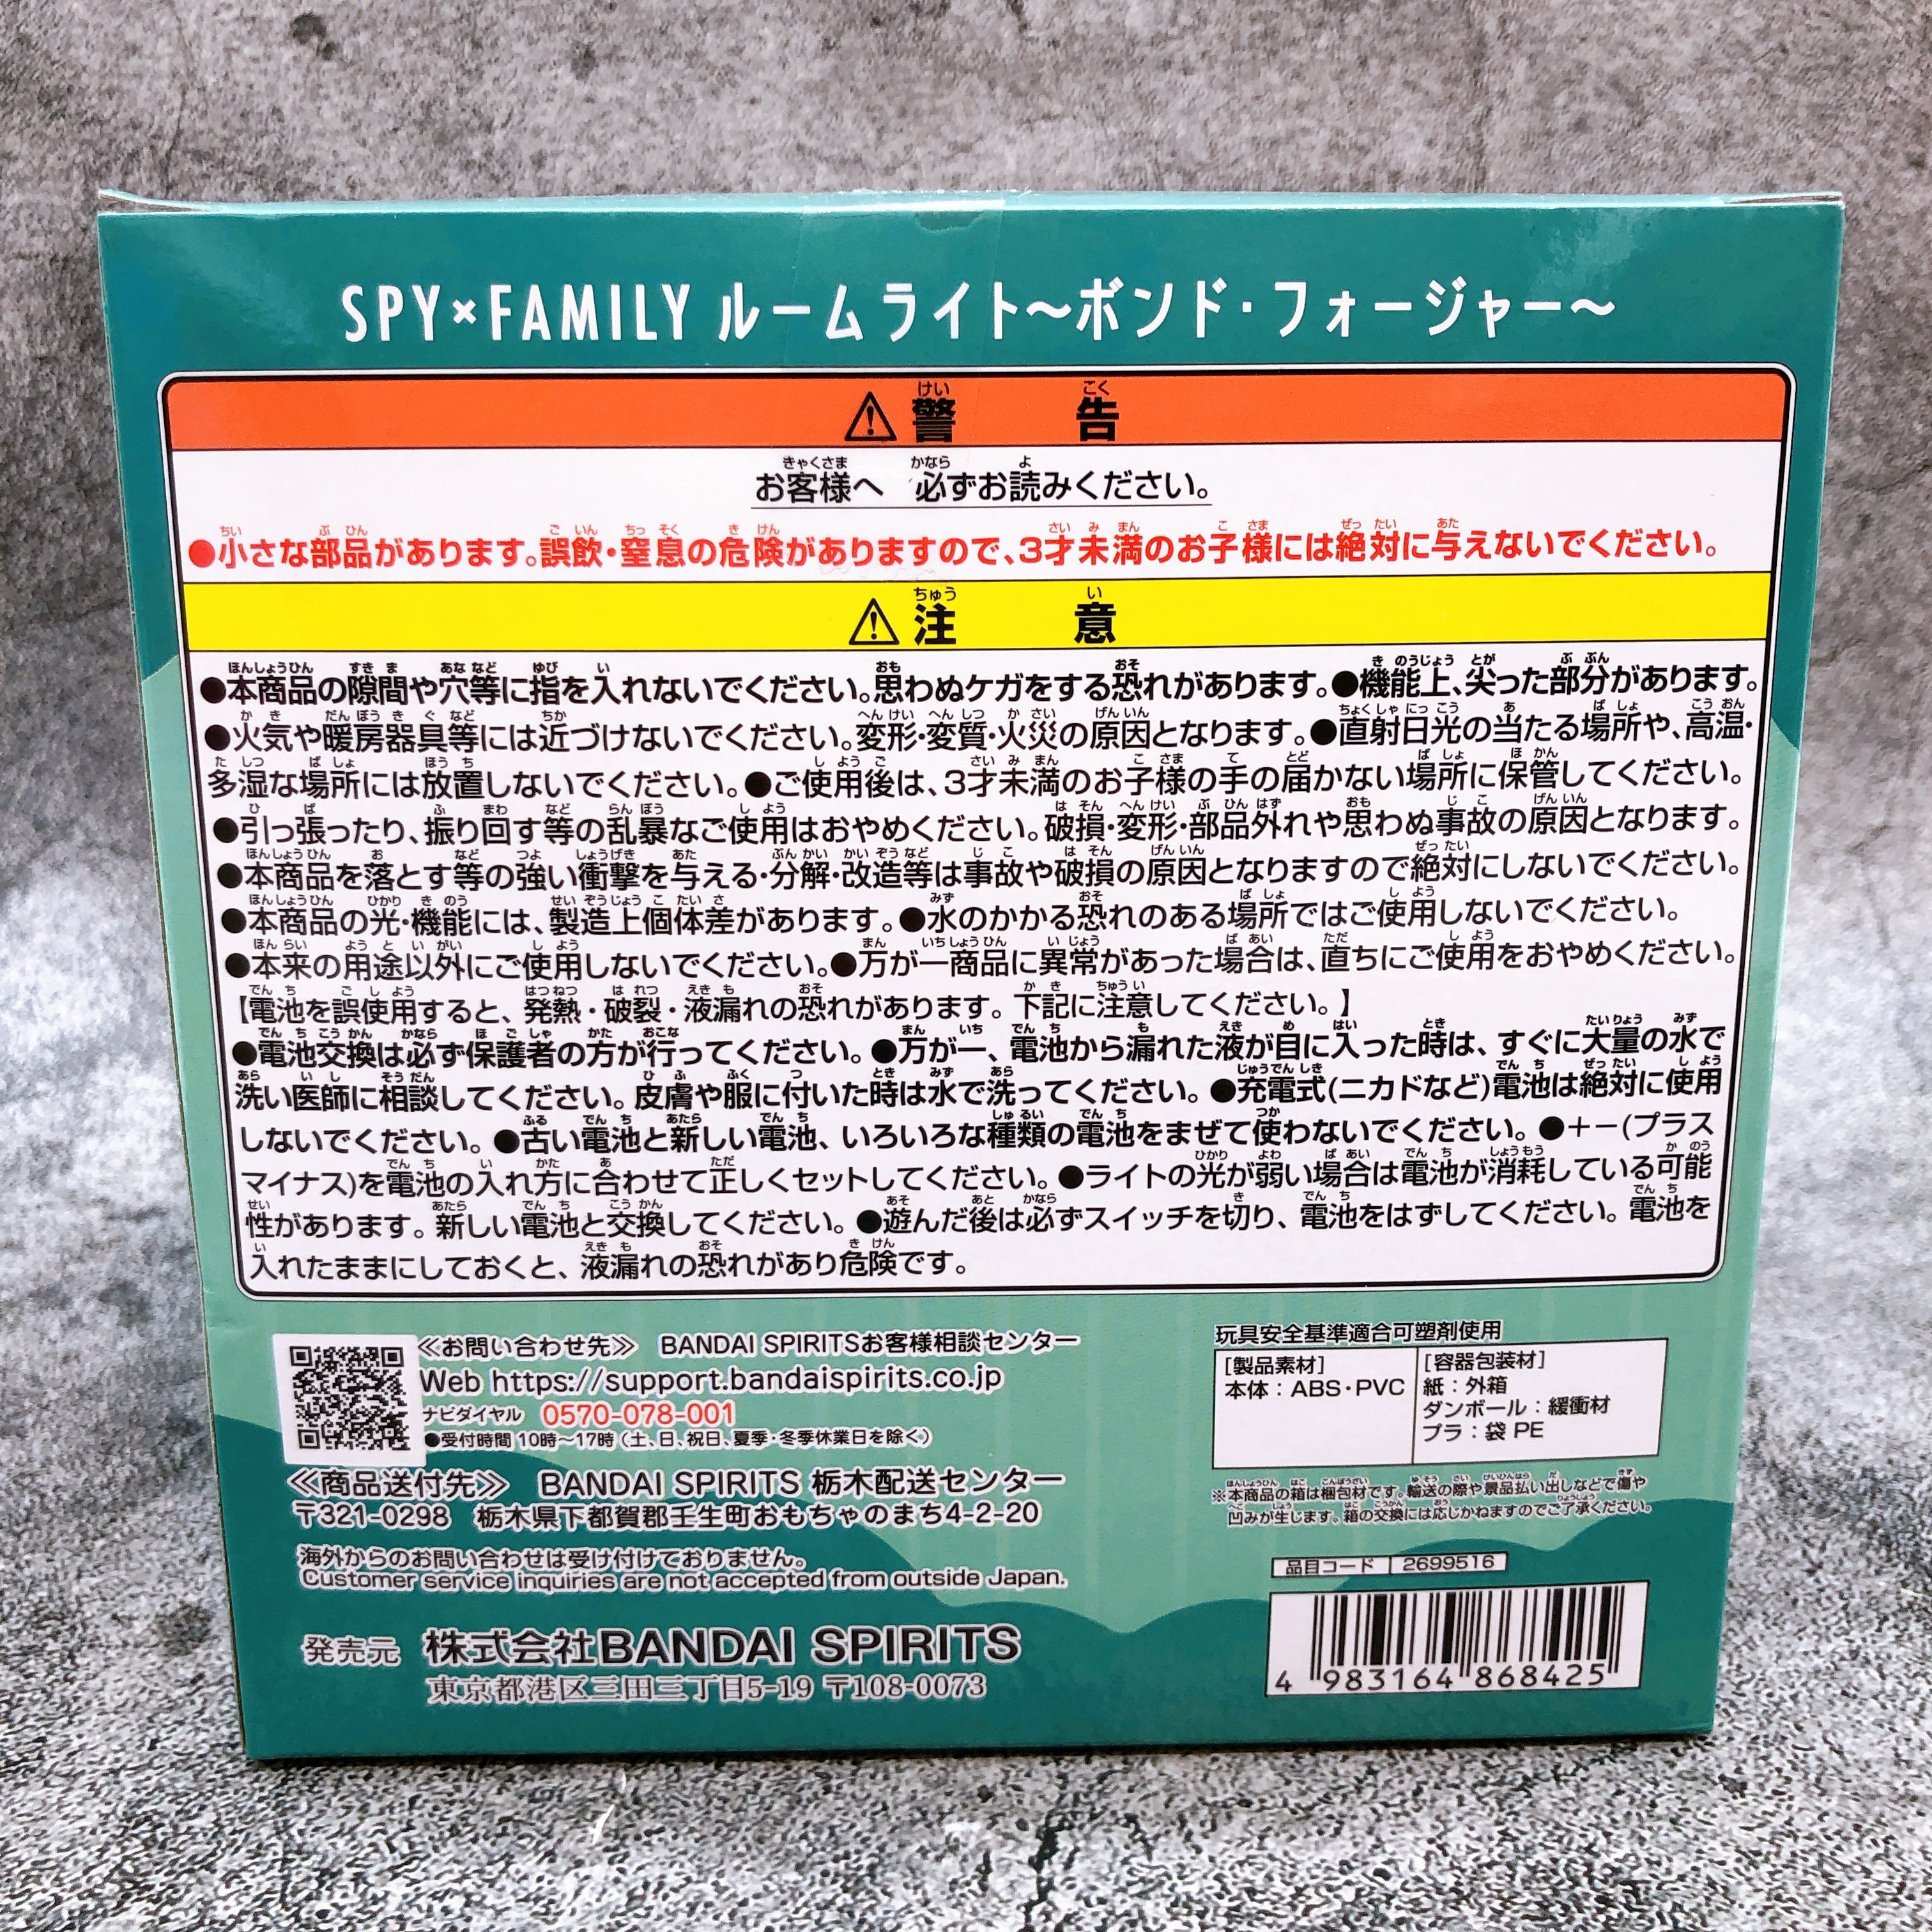 SPY×FAMILY ルームライト～ボンド・フォージャー～
⚠警告
お客様へ 必ずお読みください。
●小さな部品があります。誤飲・窒息の危険がありますので、3才未満のお子様には絶対に与えないでください。
⚠注意
●本商品の隙間や穴等に指を入れないでください。思わぬケガをする恐れがあります。●機能上、尖った部分があります。
●火気や暖房器具等には近づけないでください。変形・変質・火災の原因となります。●直射日光の当たる場所や、高温・
多湿な場所には放置しないでください。●ご使用後は、3才未満のお子様の手の届かない場所に保管してください。
●引っ張ったり、振り回す等の乱暴なご使用はおやめください。破損・変形・部品外れや思わぬ事故の原因となります。
●本商品を落とす等の強い衝撃を与える・分解・改造等は事故や破損の原因となりますので絶対にしないでください。
●本商品の光・機能には、製造上個体差があります。●水のかかる恐れのある場所ではご使用しないでください。
●本来の用途以外にご使用しないでください。●万が一商品に異常があった場合は、直ちにご使用をおやめください。
【電池を誤使用すると、発熱・破裂・液漏れの恐れがあります。下記に注意してください。】
●電池交換は必ず保護者の方が行ってください。●万が一、電池から漏れた液が目に入った時は、すぐに大量の水で
洗い医師に相談してください。皮膚や服に付いた時は水で洗ってください。●充電式(ニカドなど)電池は絶対に使用
しないでください。●古い電池と新しい電池、いろいろな種類の電池をまぜて使わないでください。●＋−(プラス
マイナス)を電池の入れ方に合わせて正しくセットしてください。●ライトの光が弱い場合は電池が消耗している可能
性があります。新しい電池と交換してください。●遊んだ後は必ずスイッチを切り、電池をはずしてください。電池を
入れたままにしておくと、液漏れの恐れがあり危険です。
≪お問い合わせ先≫ BANDAI SPIRITSお客様相談センター
Web https://support.bandaispirits.co.jp
ナビダイヤル 0570-078-001
●受付時間 10時～17時（土、日、祝日、夏季・冬季休業日を除く）
≪商品送付先≫ BANDAI SPIRITS 栃木配送センター
〒321-0298 栃木県下都賀郡壬生町おもちゃのまち4-2-20
海外からのお問い合わせは受け付けておりません。
Customer service inquiries are not accepted from outside Japan.
発売元 株式会社BANDAI SPIRITS
東京都港区三田三丁目5-19 〒108-0073
玩具安全基準適合可塑剤使用
[製品素材]
本体：ABS・PVC
[容器包装材]
紙：外箱
ダンボール：緩衝材
プラ：袋 PE
※本商品の箱は梱包材です。輸送の際や景品払い出しなどで傷や
凹みが生じます。箱の交換には応じかねますのでご了承ください。
品目コード 2699516
4 983164 868425